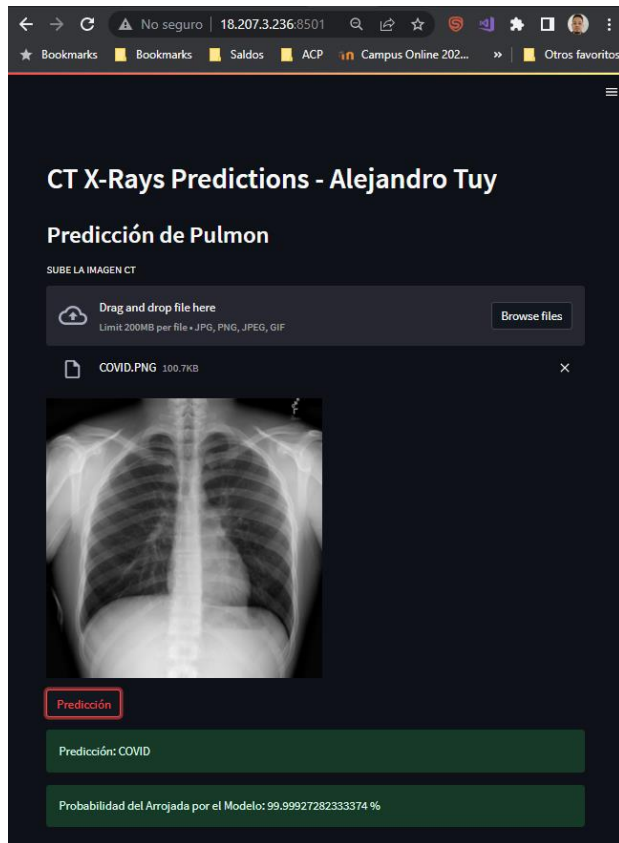 No seguro
18.207.3.236:8501
Bookmarks
Bookmarks
Saldos
ACP
Campus Online 202...
»
Otros favoritos
CT X-Rays Predictions - Alejandro Tuy
Predicción de Pulmon
SUBE LA IMAGEN CT
Drag and drop file here
Limit 200MB per file • JPG, PNG, JPEG, GIF
Browse files
COVID.PNG 100.7KB
Predicción
Predicción: COVID
Probabilidad del Arrojada por el Modelo: 99.99927282333374 %